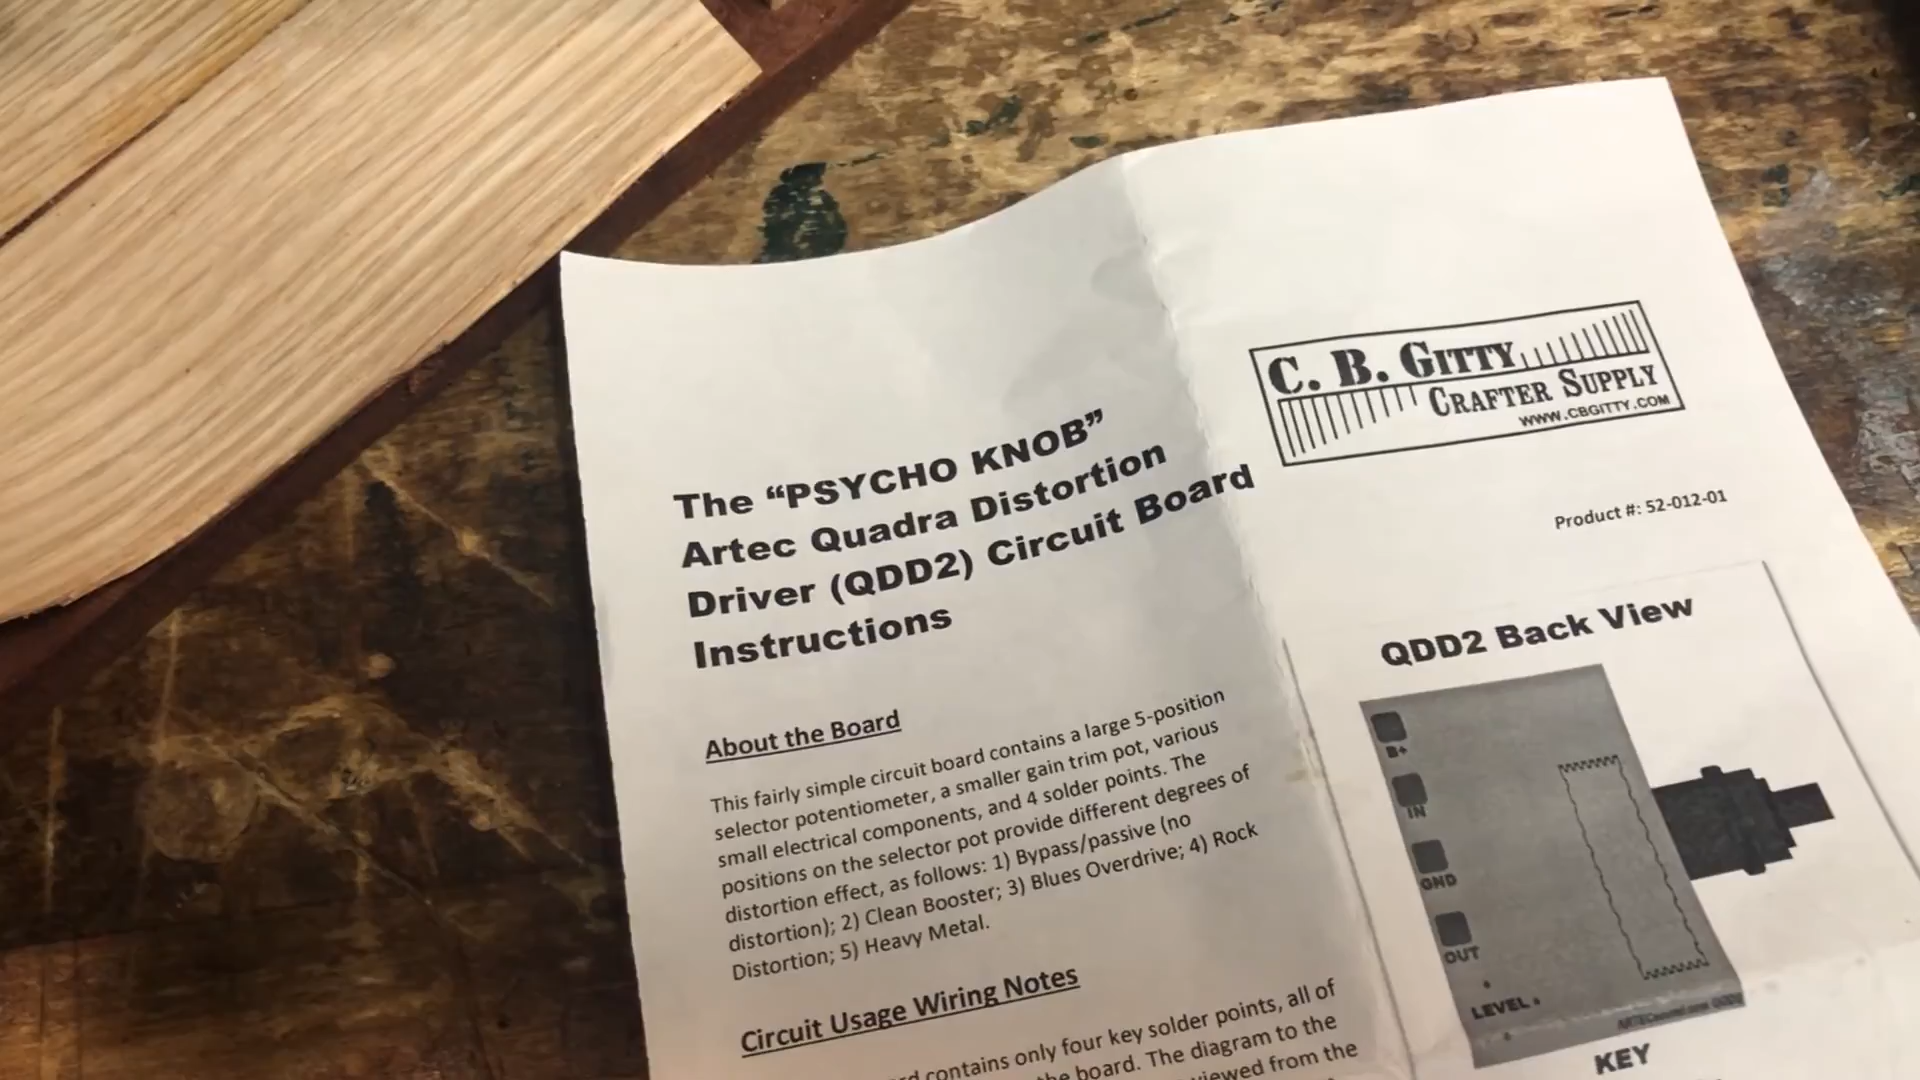 C. B. GITTY
CRAFTER SUPPLY
WWW.CBGITTY.COM
The “PSYCHO KNOB”
Artec Quadra Distortion
Driver (QDD2) Circuit Board
Instructions
Product #: 52-012-01
About the Board
This fairly simple circuit board contains a large 5-position
selector potentiometer, a smaller gain trim pot, various
small electrical components, and 4 solder points. The
positions on the selector pot provide different degrees of
distortion effect, as follows: 1) Bypass/passive (no
distortion); 2) Clean Booster; 3) Blues Overdrive; 4) Rock
Distortion; 5) Heavy Metal.
Circuit Usage Wiring Notes
contains only four key solder points, all of
board. The diagram to the
viewed from the
QDD2 Back View
B+
IN
GND
OUT
LEVEL
KEY